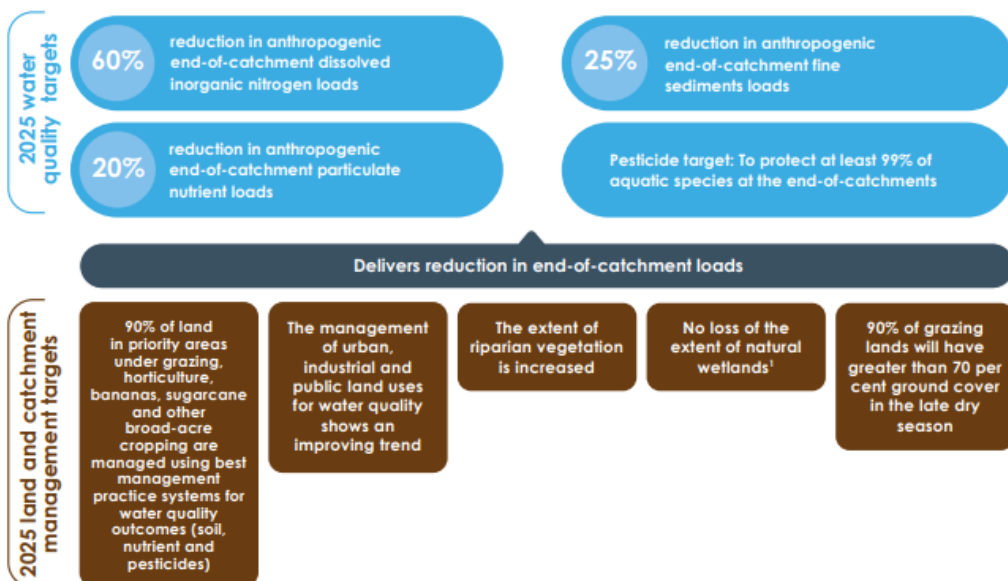 2025 water
quality targets
60%
reduction in anthropogenic
end-of-catchment dissolved
inorganic nitrogen loads
25%
reduction in anthropogenic
end-of-catchment fine
sediments loads
20%
reduction in anthropogenic
end-of-catchment particulate
nutrient loads
Pesticide target: To protect at least 99% of
aquatic species at the end-of-catchments
Delivers reduction in end-of-catchment loads
2025 land and catchment
management targets
90% of land
in priority areas
under grazing,
horticulture,
bananas, sugarcane
and other
broad-acre
cropping are
managed using best
management
practice systems for
water quality
outcomes (soil,
nutrient and
pesticides)
The management
of urban,
industrial and
public land uses
for water quality
shows an
improving trend
The extent of
riparian vegetation
is increased
No loss of the
extent of natural
wetlands¹
90% of grazing
lands will have
greater than 70 per
cent ground cover
in the late dry
season